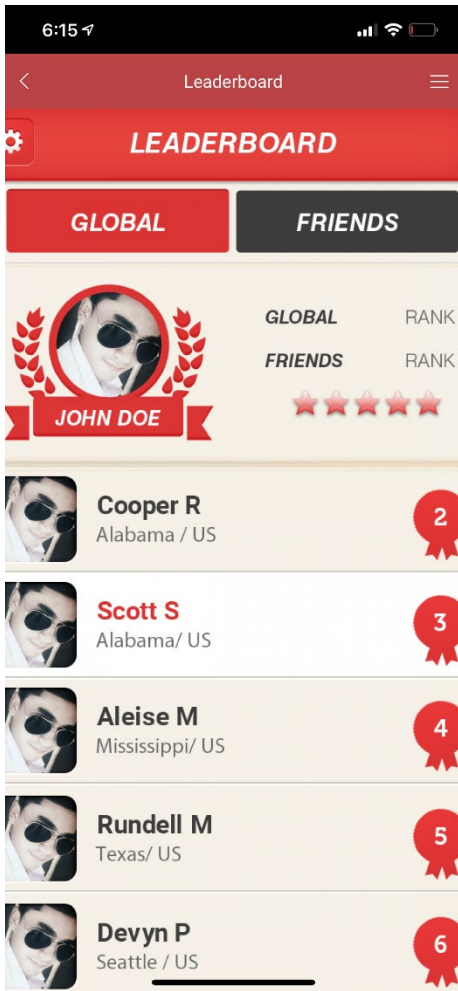 6:15
Leaderboard
LEADERBOARD
GLOBAL
FRIENDS
GLOBAL RANK
FRIENDS RANK
JOHN DOE
Cooper R
Alabama / US
2
Scott S
Alabama/ US
3
Aleise M
Mississippi/ US
4
Rundell M
Texas/ US
5
Devyn P
Seattle / US
6